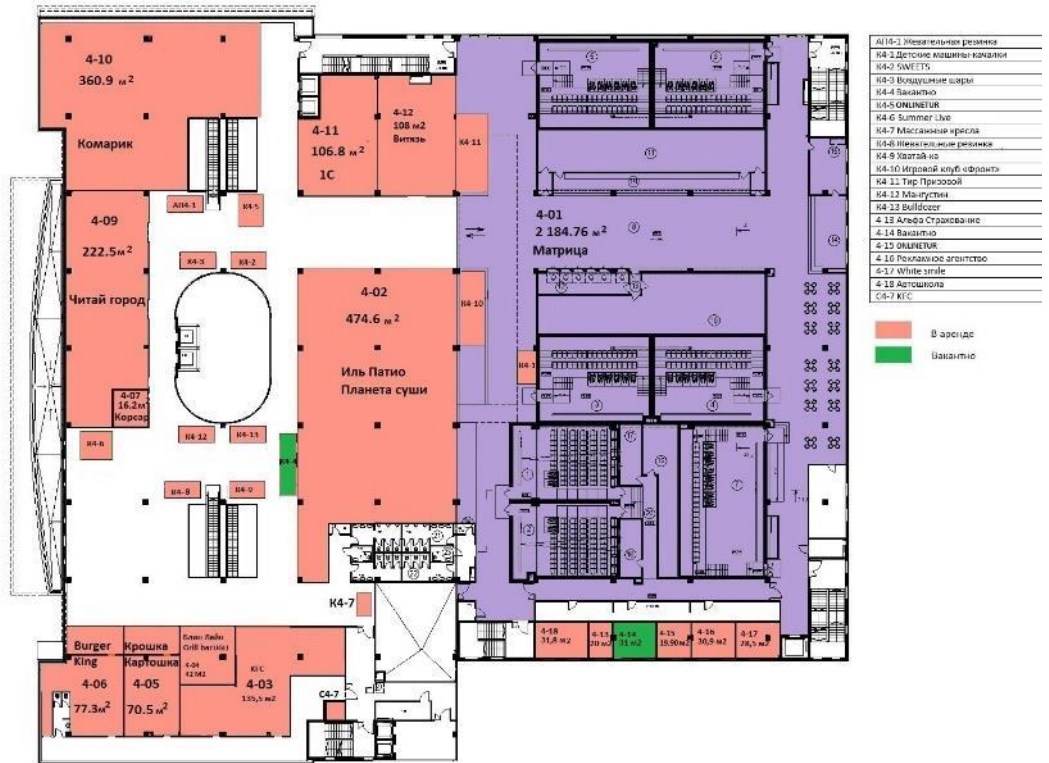 4-10
360.9 м²
Комарик
4-11
106.8 м²
1С
4-12
108 м2
Витязь
К4-11
АП4-1
К4-5
4-09
222.5м²
Читай город
К4-3
К4-2
4-01
2 184.76 м²
Матрица
4-02
474.6 м²
Иль Патио
Планета суши
К4-10
К4-1
4-07
16.2м²
Корсар
К4-6
К4-12
К4-13
К4-4
К4-8
К4-9
К4-7
Burger
King
4-06
77.3м²
Крошка
Картошка
4-05
70.5 м²
4-04
42 М2
KFC
4-03
135,5 м2
С4-7
4-18
31,8 м2
4-13
20 м2
4-14
31 м2
4-15
19.90м2
4-16
30,9 м2
4-17
28,5 м2
АП4-1 Жевательная резинка
К4-1 Детские машины-качалки
К4-2 SWEETS
К4-3 Воздушные шары
К4-4 Вакантно
К4-5 ONLINETUR
К4-6 Summer Live
К4-7 Массажные кресла
К4-8 Жевательные резинка
К4-9 Хватай-ка
К4-10 Игровой клуб «Фронт»
К4-11 Тир Призовой
К4-12 Мангустин
К4-13 Bulldozer
4-13 Альфа Страхование
4-14 Вакантно
4-15 ONLINETUR
4-16 Рекламное агентство
4-17 White smile
4-18 Автошкола
С4-7 KFC
В аренде
Вакантно